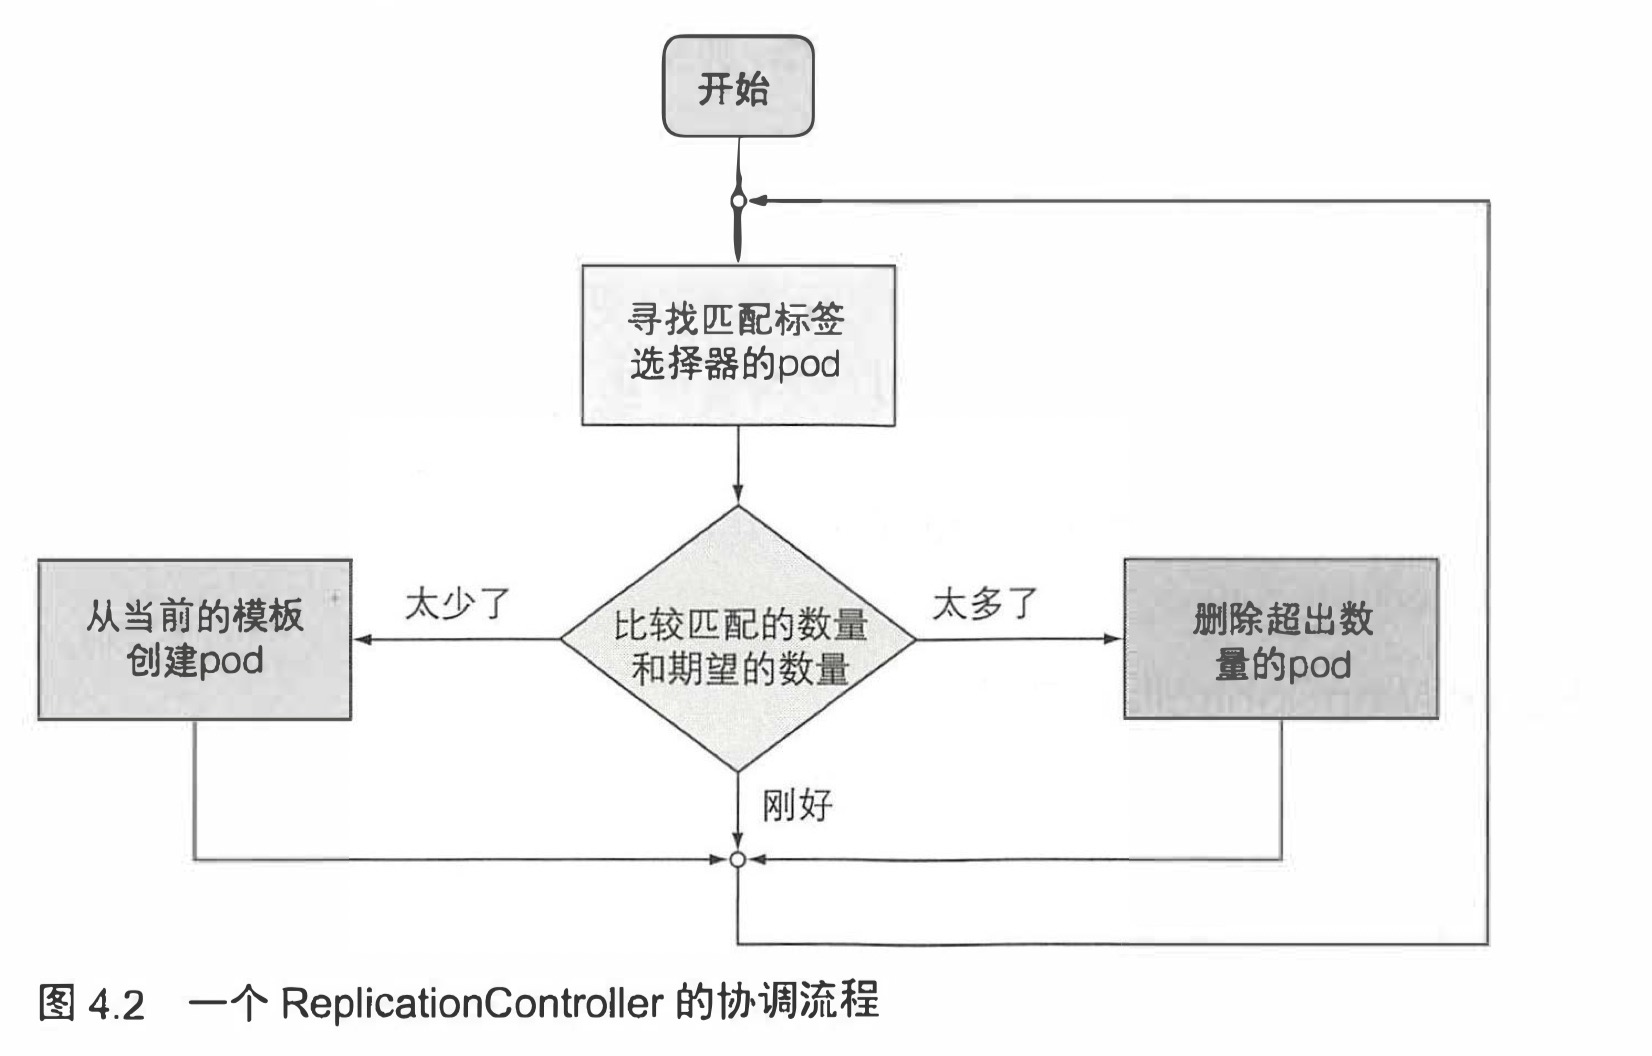 开始
寻找匹配标签
选择器的pod
太少了
太多了
从当前的模板
创建pod
比较匹配的数量
和期望的数量
删除超出数
量的pod
刚好
图 4.2 一个 ReplicationController 的协调流程